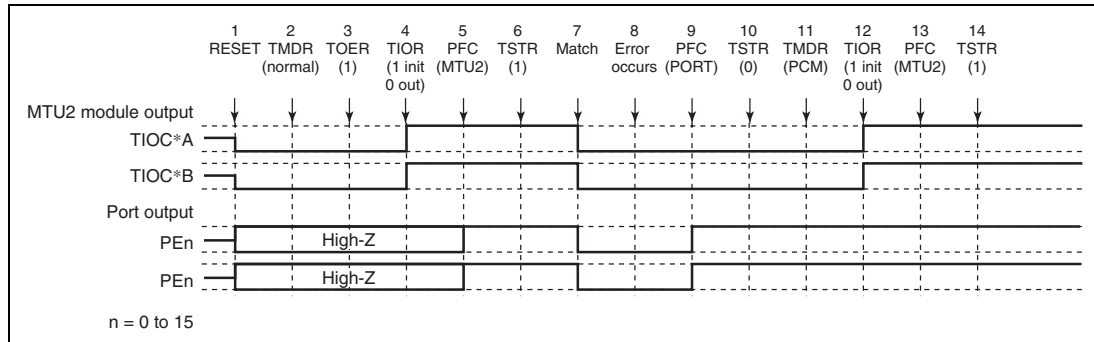 1 2 3 4 5 6 7 8 9 10 11 12 13 14
RESET TMDR TOER TIOR PFC TSTR Match Error PFC TSTR TMDR TIOR PFC TSTR
(normal) (1) (1 init (MTU2) (1) occurs (PORT) (0) (PCM) (1 init (MTU2) (1)
0 out) 0 out)
MTU2 module output
TIOC*A
TIOC*B
Port output
PEn High-Z
PEn High-Z
n = 0 to 15